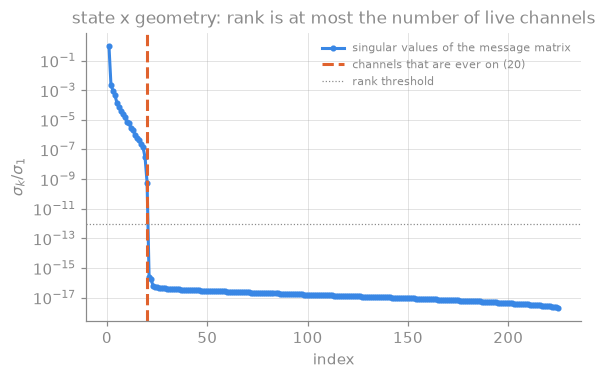 state x geometry: rank is at most the number of live channels
singular values of the message matrix
channels that are ever on (20)
rank threshold
σₖ/σ₁
10⁻¹
10⁻³
10⁻⁵
10⁻⁷
10⁻⁹
10⁻¹¹
10⁻¹³
10⁻¹⁵
10⁻¹⁷
0 50 100 150 200
index